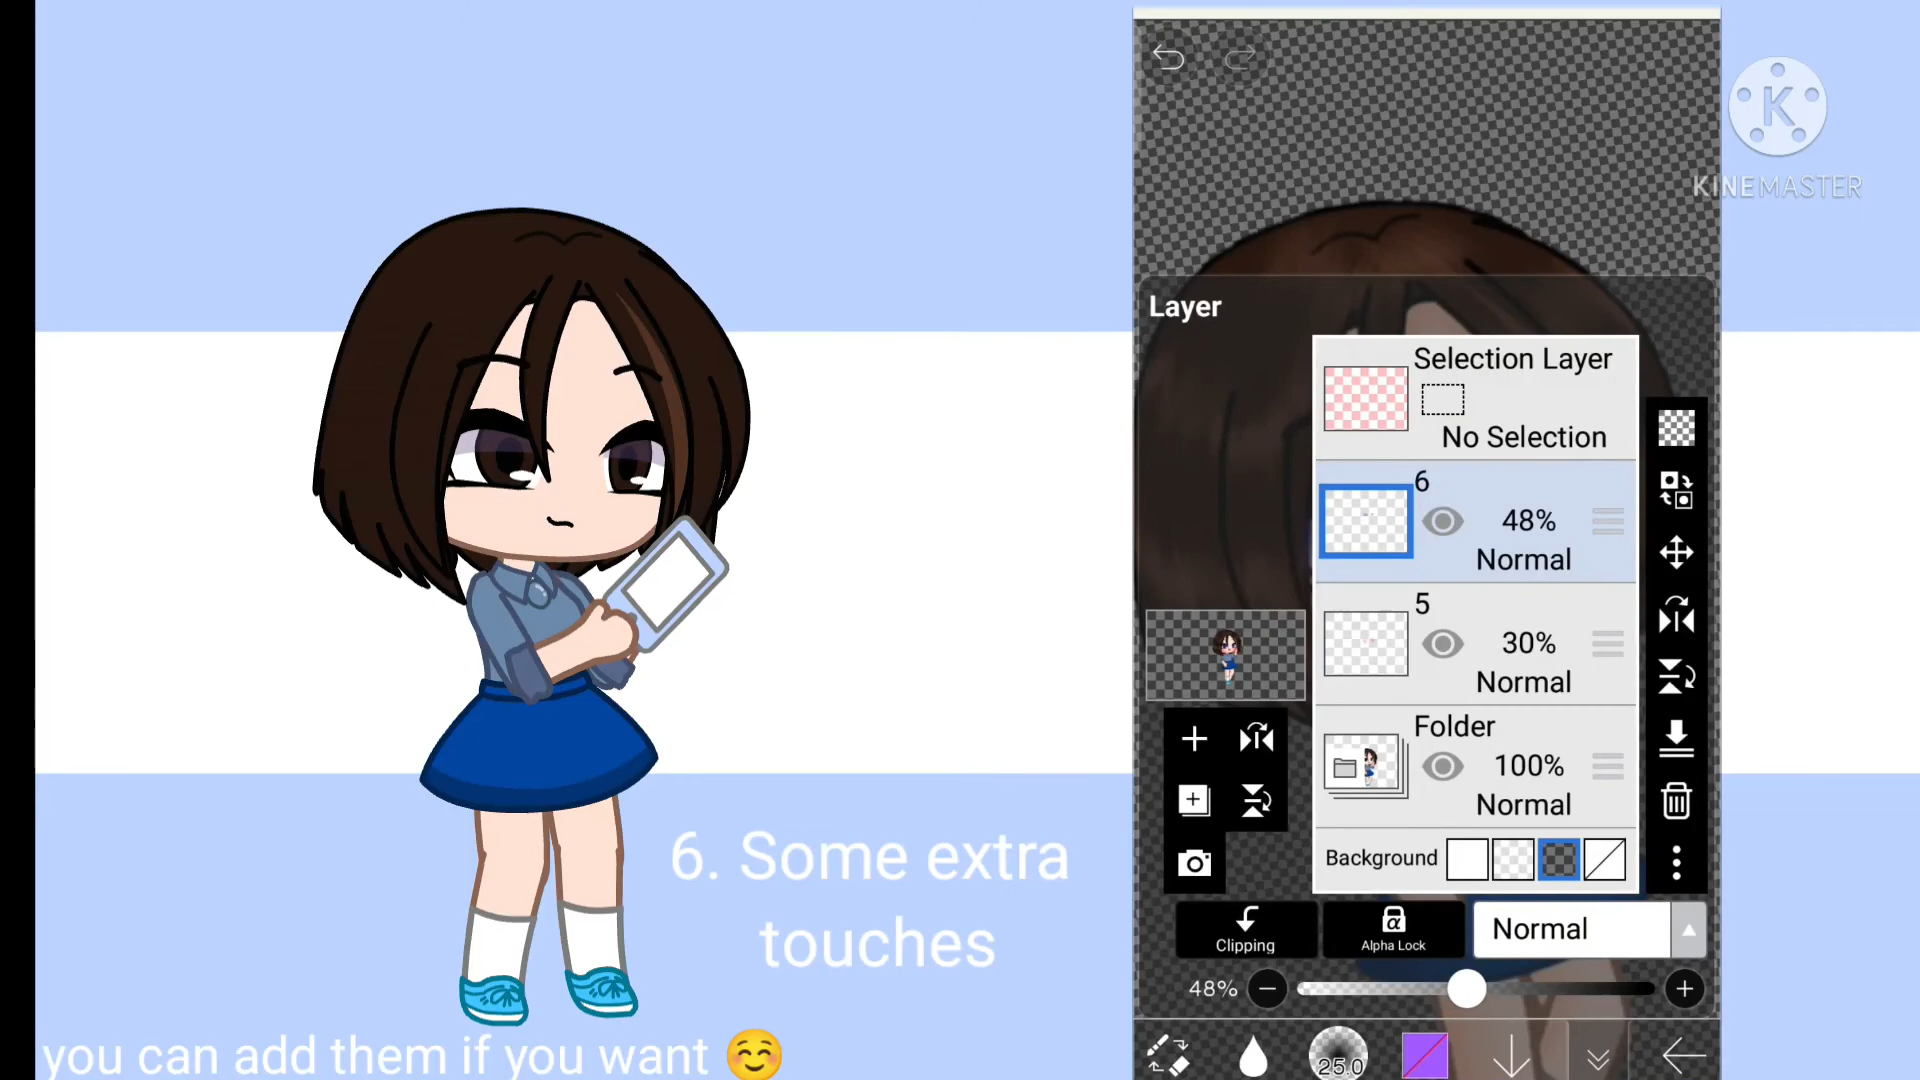 K
KINEMASTER
Layer
Selection Layer
No Selection
6
48%
Normal
5
30%
Normal
Folder
100%
Normal
Background
Clipping
α
Alpha Lock
Normal
48%
25.0
6. Some extra
touches
you can add them if you want ☺️